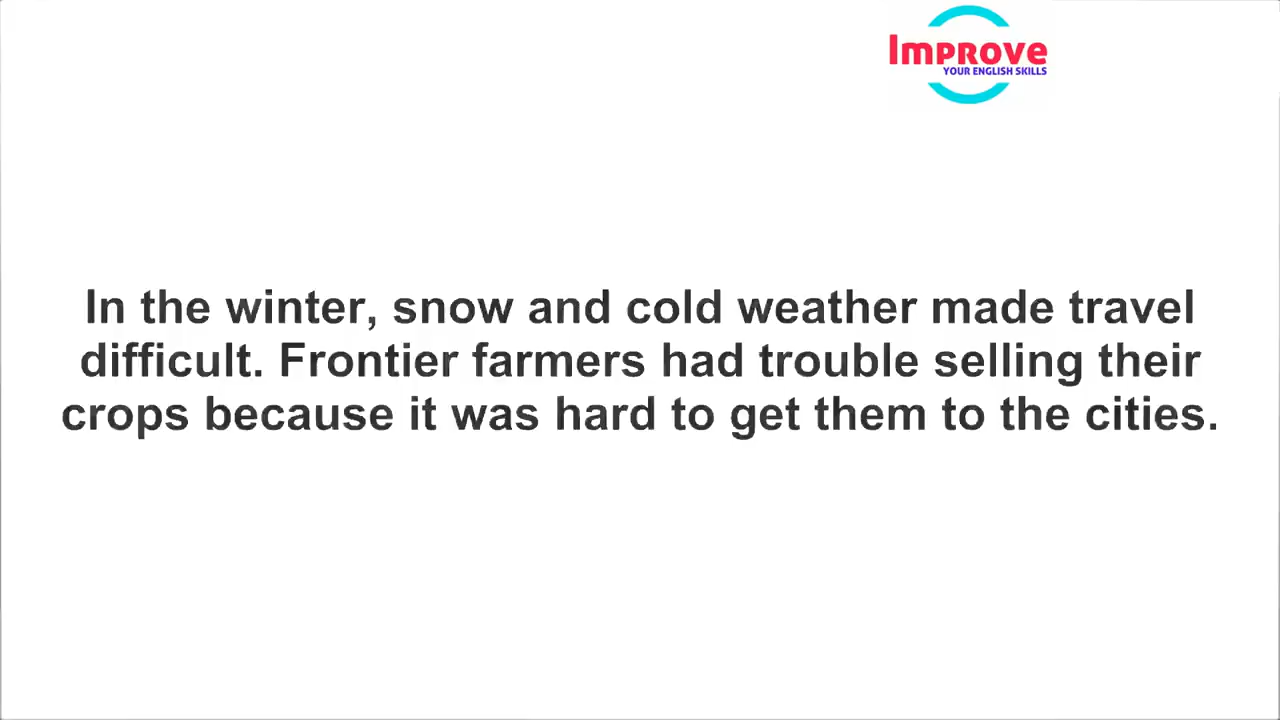 Improve
YOUR ENGLISH SKILLS
In the winter, snow and cold weather made travel
difficult. Frontier farmers had trouble selling their
crops because it was hard to get them to the cities.